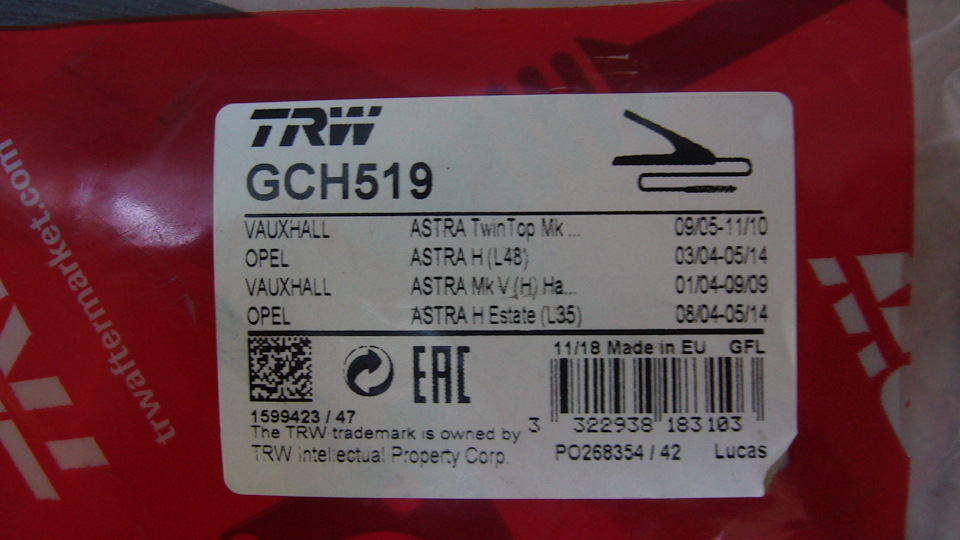 TRW
GCH519
VAUXHALL ASTRA TwinTop Mk ... 09/05-11/10
OPEL ASTRA H (L48) 03/04-05/14
VAUXHALL ASTRA Mk V (H) Ha... 01/04-09/09
OPEL ASTRA H Estate (L35) 08/04-05/14
EAC
11/18 Made in EU GFL
3 322938 183103
1599423 / 47
The TRW trademark is owned by
TRW Intellectual Property Corp.
PO268354 / 42 Lucas
trwaftermarket.com